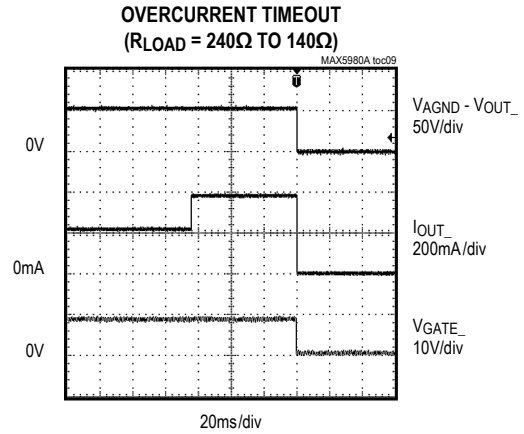 OVERCURRENT TIMEOUT
(RLOAD = 240Ω TO 140Ω)
MAX5980A toc09
T
VAGND - VOUT_
50V/div
0V
IOUT_
200mA/div
0mA
VGATE_
10V/div
0V
20ms/div